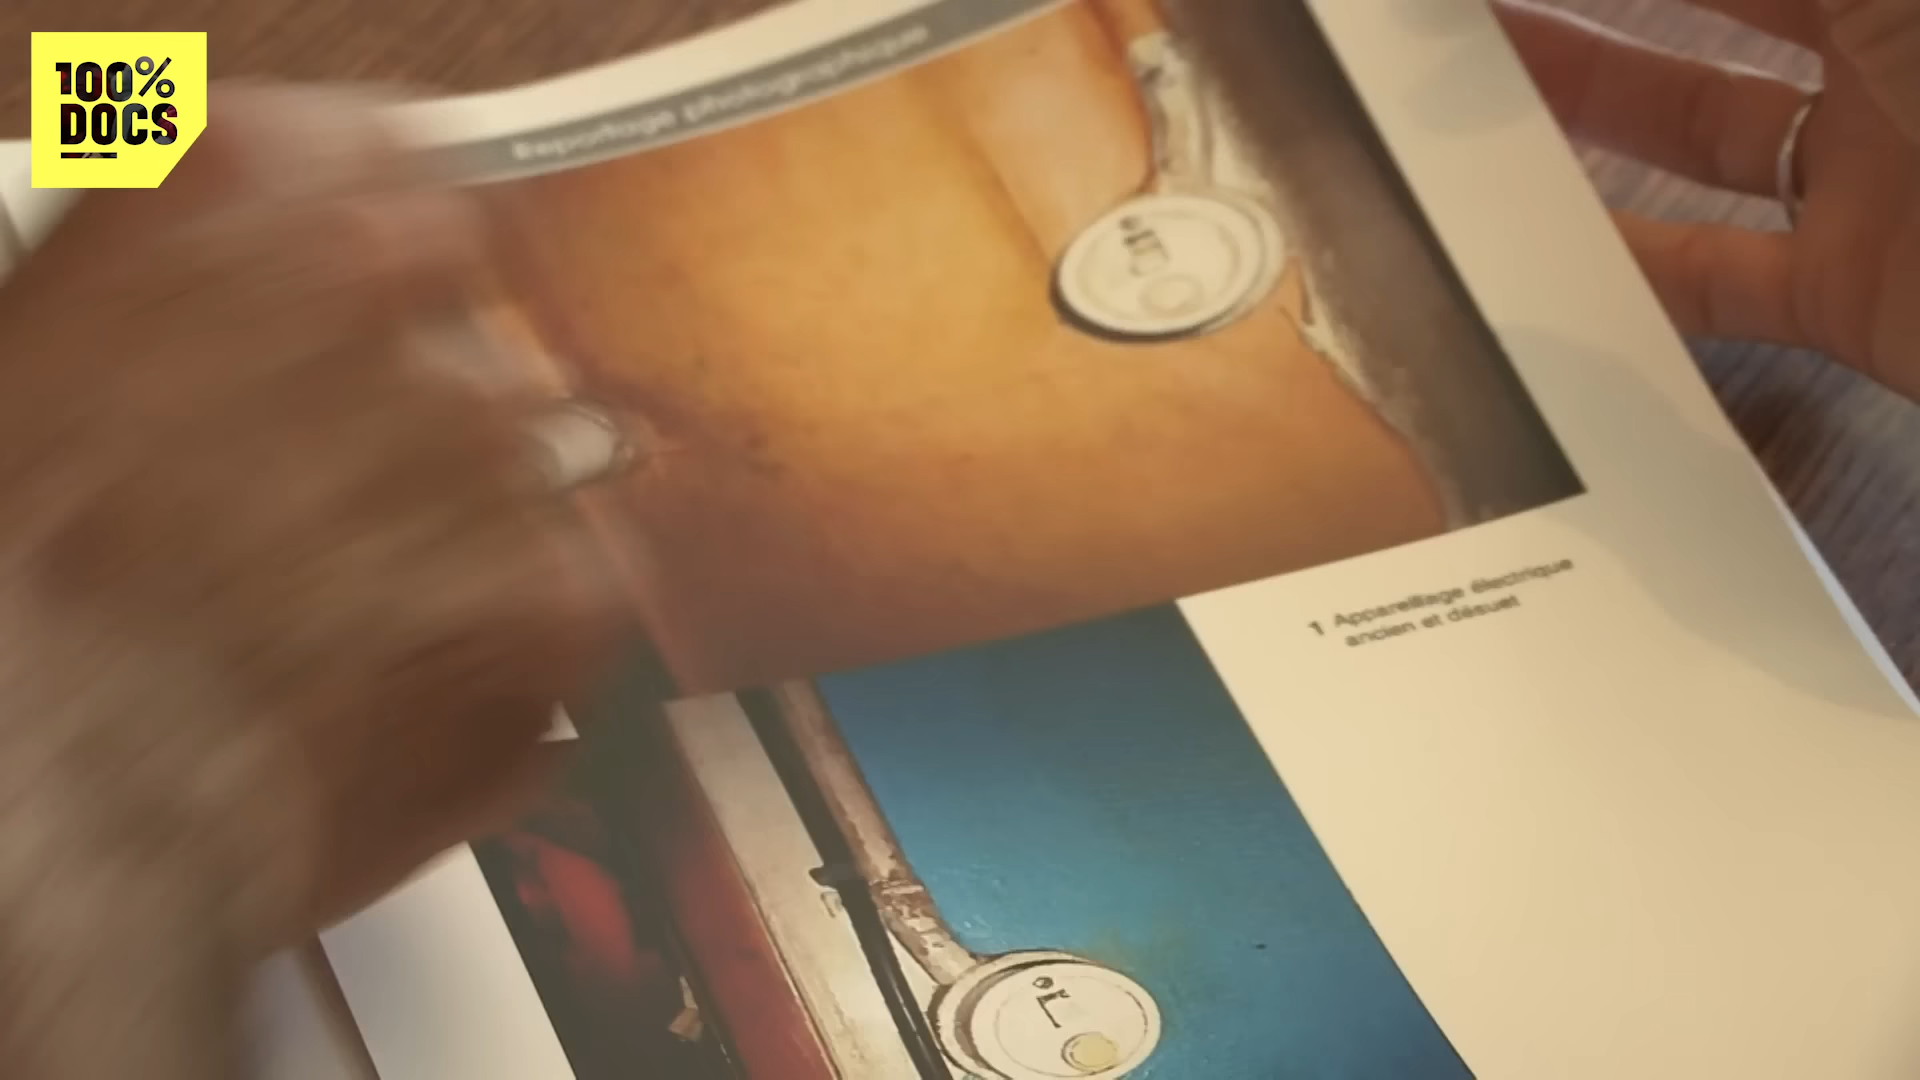 100%
DOCS
Reportage photographique
1 Appareillage électrique
ancien et désuet